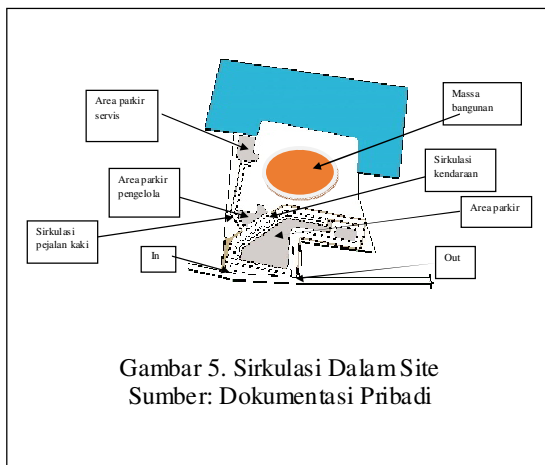 Area parkir
servis
Massa
bangunan
Sirkulasi
kendaraan
Area parkir
pengelola
Area parkir
Sirkulasi
pejalan kaki
In
Out
Gambar 5. Sirkulasi Dalam Site
Sumber: Dokumentasi Pribadi